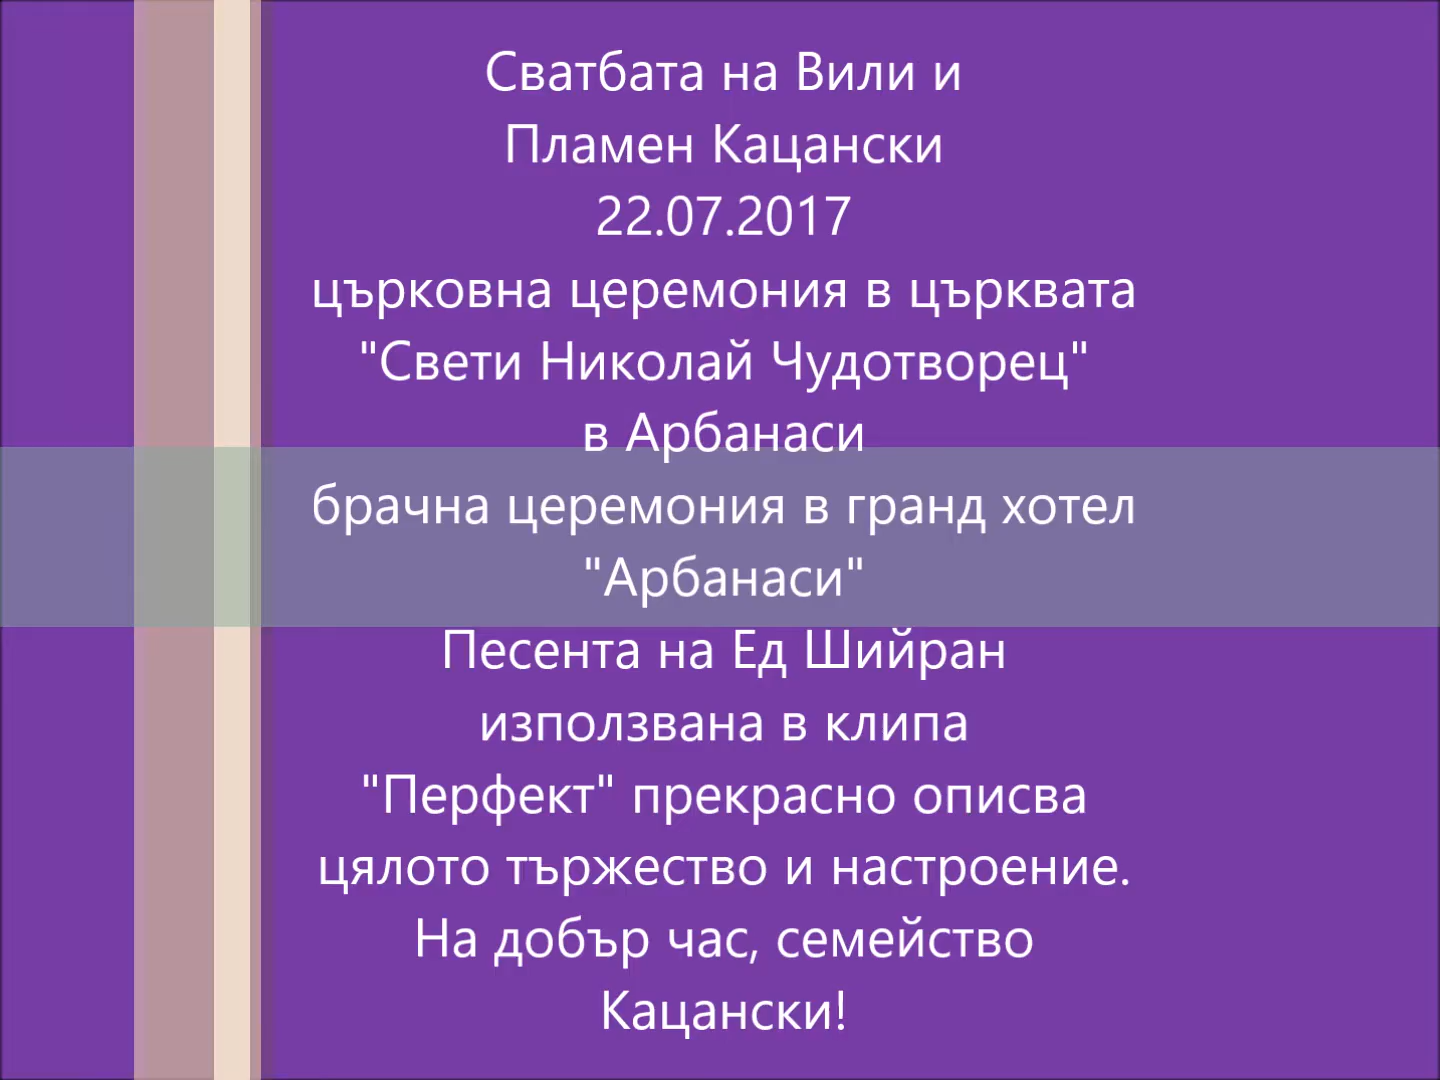 Сватбата на Вили и
Пламен Кацански
22.07.2017
църковна церемония в църквата
"Свети Николай Чудотворец"
в Арбанаси
брачна церемония в гранд хотел
"Арбанаси"
Песента на Ед Шийран
използвана в клипа
"Перфект" прекрасно описва
цялото тържество и настроение.
На добър час, семейство
Кацански!